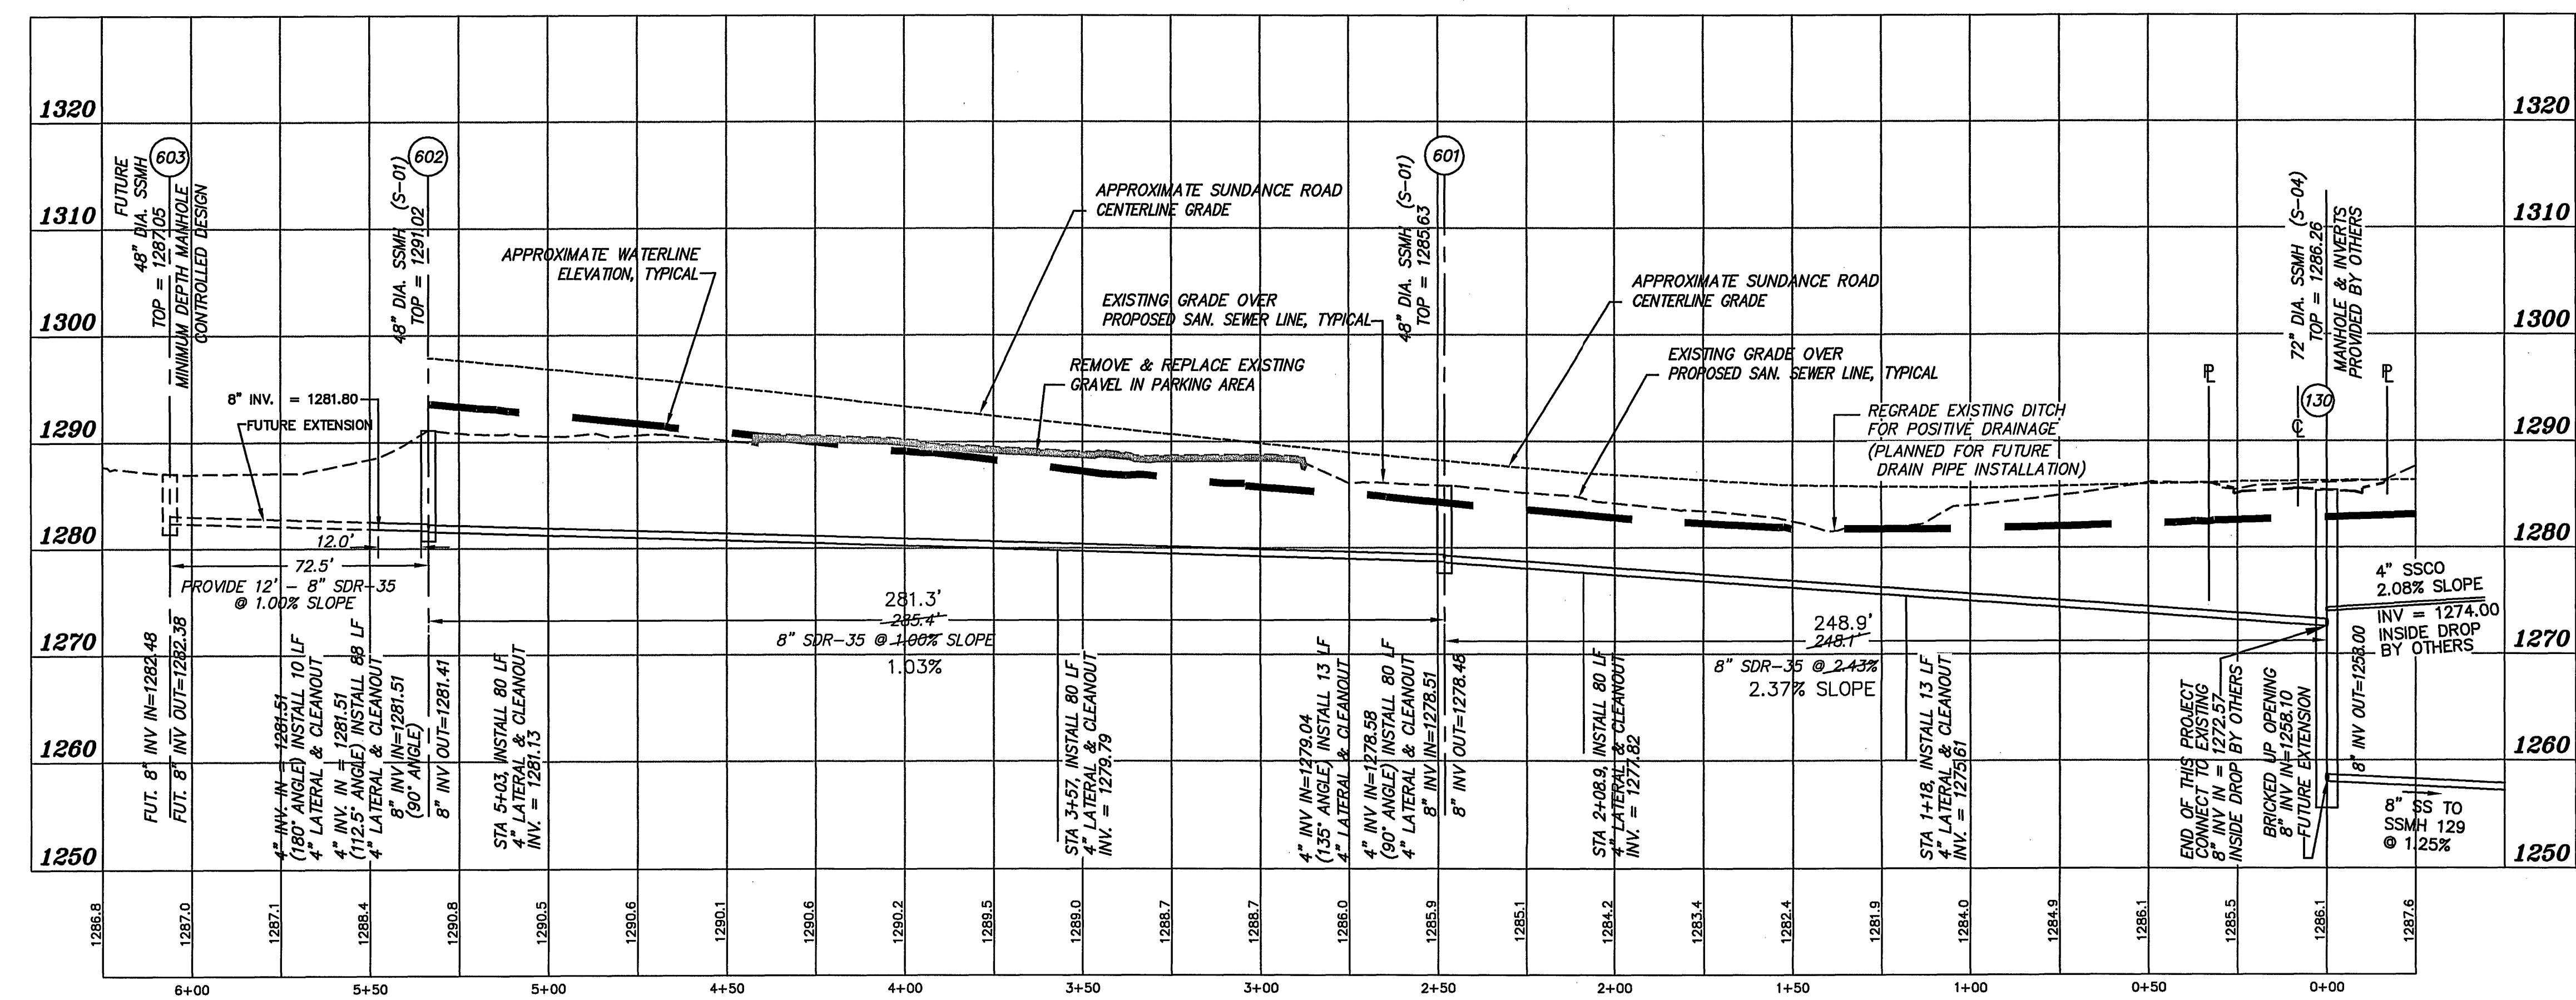 1320
1310
1300
1290
1280
1270
1260
1250
1320
1310
1300
1290
1280
1270
1260
1250
603
FUTURE
48" DIA. SSMH
TOP = 1287.05
MINIMUM DEPTH MANHOLE
CONTROLLED DESIGN
602
48" DIA. SSMH (S-01)
TOP = 1291.02
601
48" DIA. SSMH (S-01)
TOP = 1285.63
72" DIA. SSMH (S-04)
TOP = 1286.26
MANHOLE & INVERTS
PROVIDED BY OTHERS
130
APPROXIMATE SUNDANCE ROAD
CENTERLINE GRADE
APPROXIMATE WATERLINE
ELEVATION, TYPICAL
EXISTING GRADE OVER
PROPOSED SAN. SEWER LINE, TYPICAL
REMOVE & REPLACE EXISTING
GRAVEL IN PARKING AREA
APPROXIMATE SUNDANCE ROAD
CENTERLINE GRADE
EXISTING GRADE OVER
PROPOSED SAN. SEWER LINE, TYPICAL
REGRADE EXISTING DITCH
FOR POSITIVE DRAINAGE
(PLANNED FOR FUTURE
DRAIN PIPE INSTALLATION)
PL
CL
PL
8" INV. = 1281.80
FUTURE EXTENSION
12.0'
72.5'
PROVIDE 12' - 8" SDR-35
@ 1.00% SLOPE
281.3'
285.4'
8" SDR-35 @ 1.00% SLOPE
1.03%
248.9'
248.1'
8" SDR-35 @ 2.43%
2.37% SLOPE
4" SSCO
2.08% SLOPE
INV = 1274.00
INSIDE DROP
BY OTHERS
FUT. 8" INV IN=1282.48
FUT. 8" INV OUT=1282.38
4" INV. IN = 1281.51
(180° ANGLE) INSTALL 10 LF
4" LATERAL & CLEANOUT
4" INV. IN = 1281.51
(112.5° ANGLE) INSTALL 88 LF
4" LATERAL & CLEANOUT
8" INV IN=1281.51
(90° ANGLE)
8" INV OUT=1281.41
STA 5+03, INSTALL 80 LF
4" LATERAL & CLEANOUT
INV. = 1281.13
STA 3+57, INSTALL 80 LF
4" LATERAL & CLEANOUT
INV. = 1279.79
4" INV IN=1279.04
(135° ANGLE) INSTALL 13 LF
4" LATERAL & CLEANOUT
4" INV IN=1278.58
(90° ANGLE) INSTALL 80 LF
4" LATERAL & CLEANOUT
8" INV IN=1278.51
8" INV OUT=1278.48
STA 2+08.9, INSTALL 80 LF
4" LATERAL & CLEANOUT
INV. = 1277.82
STA 1+18, INSTALL 13 LF
4" LATERAL & CLEANOUT
INV. = 1275.61
END OF THIS PROJECT
CONNECT TO EXISTING
8" INV IN = 1272.57
INSIDE DROP BY OTHERS
BRICKED UP OPENING
8" INV IN=1258.10
FUTURE EXTENSION
8" INV OUT=1258.00
8" SS TO
SSMH 129
@ 1.25%
1286.8
1287.0
1287.1
1288.4
1290.8
1290.5
1290.6
1290.1
1290.6
1290.2
1289.5
1289.0
1288.7
1288.7
1286.0
1285.9
1285.1
1284.2
1283.4
1282.4
1281.9
1284.0
1284.9
1286.1
1285.5
1286.1
1287.6
6+00
5+50
5+00
4+50
4+00
3+50
3+00
2+50
2+00
1+50
1+00
0+50
0+00